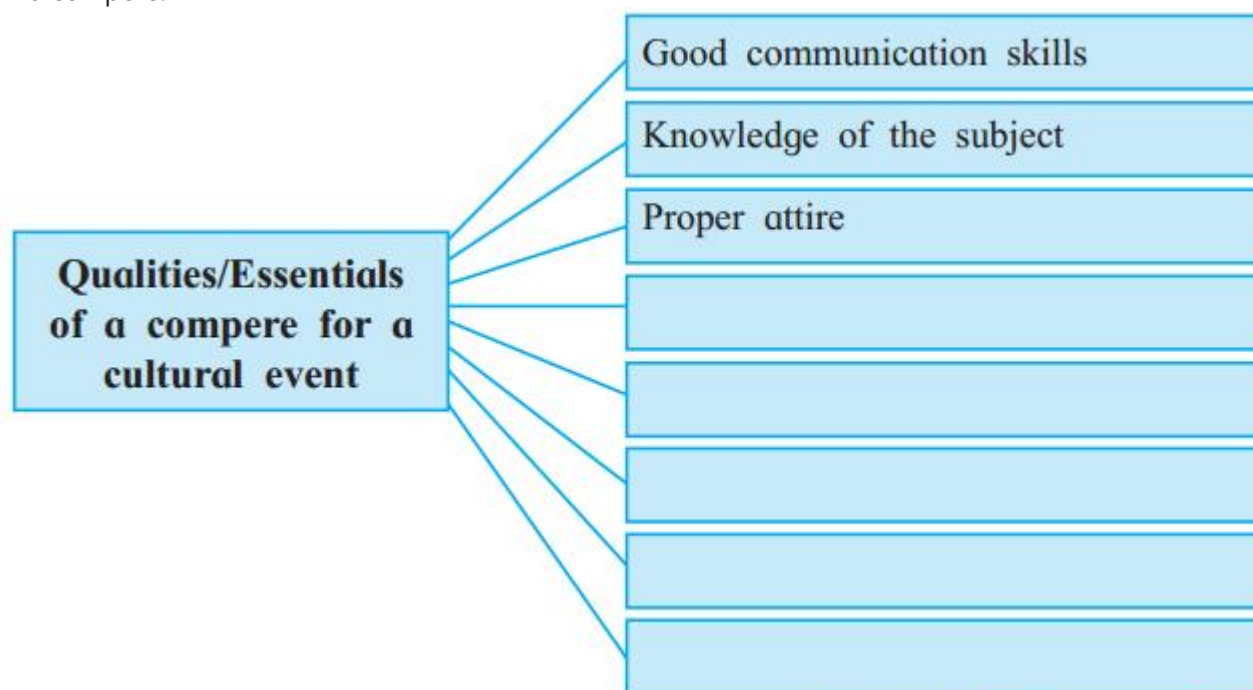 Good communication skills
Knowledge of the subject
Proper attire
Qualities/Essentials
of a compere for a
cultural event